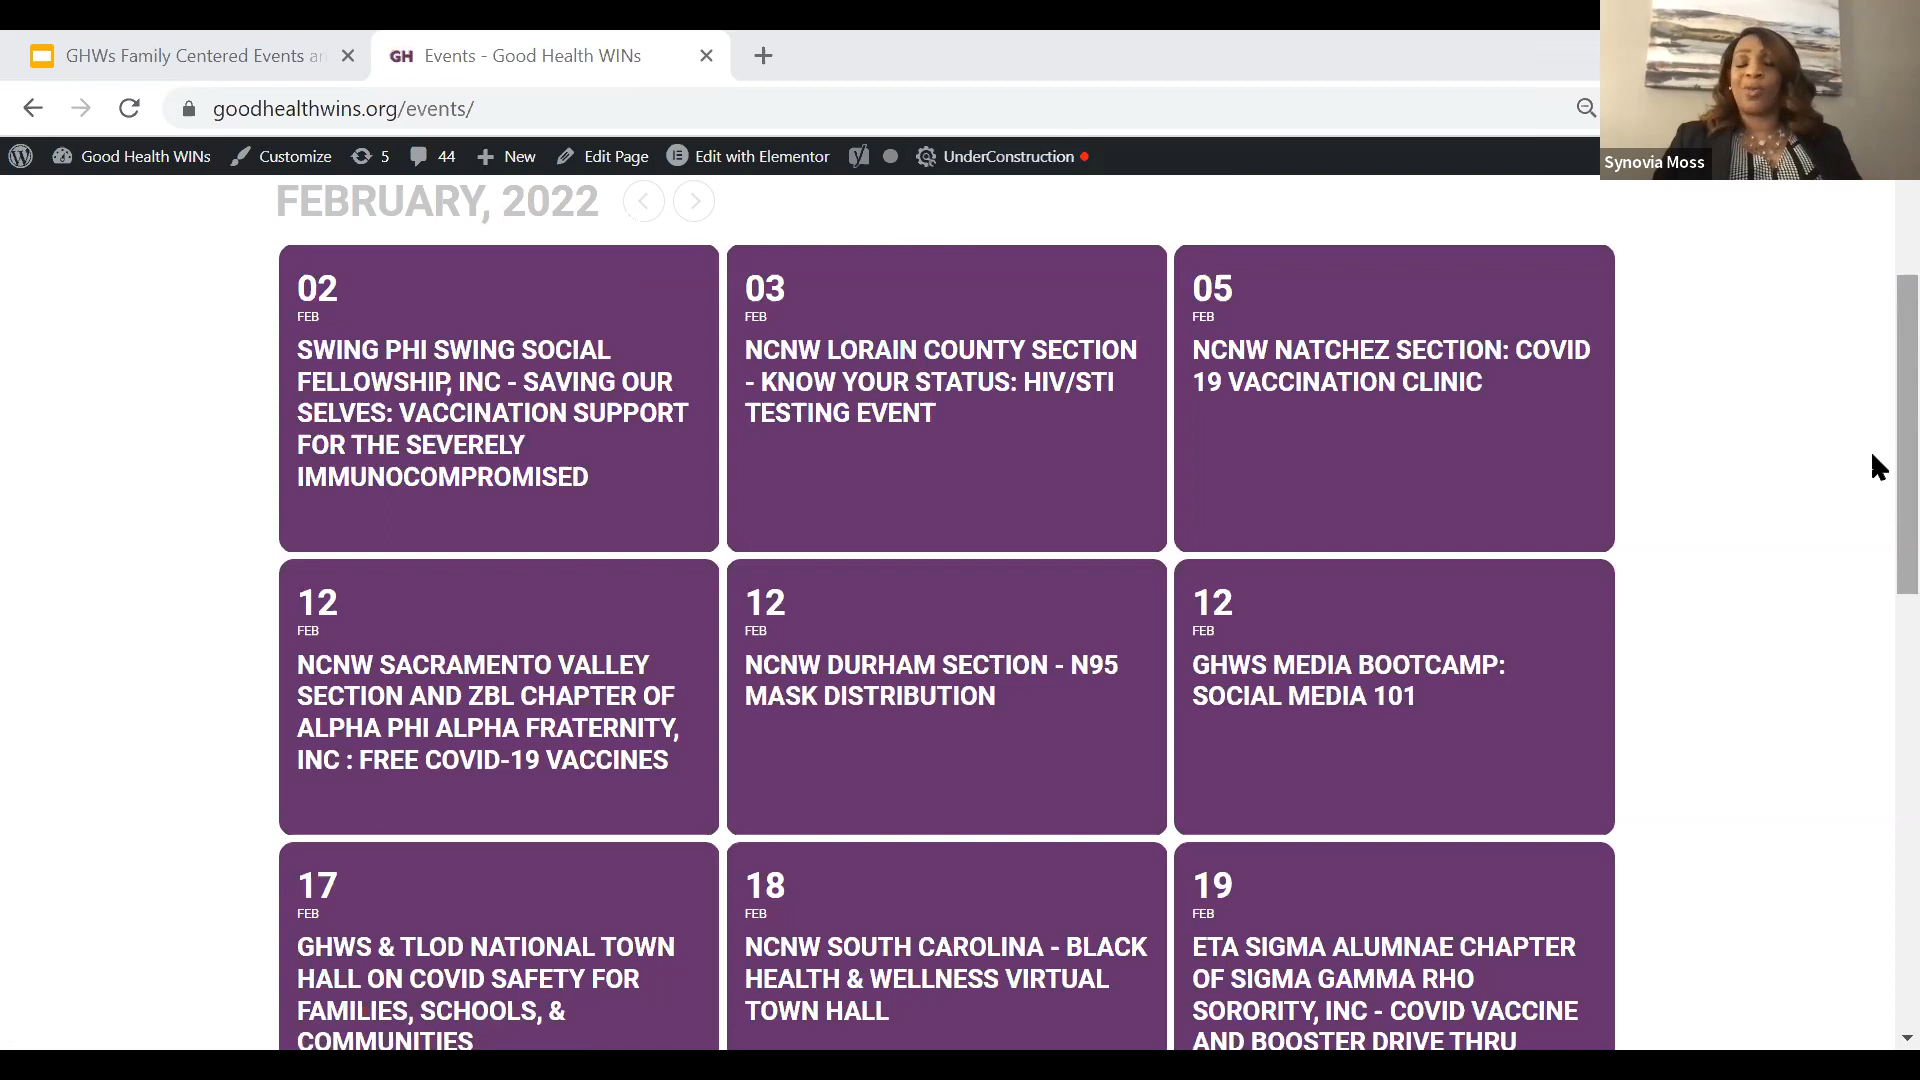 GHWs Family Centered Events an
GH Events - Good Health WINs
goodhealthwins.org/events/
Good Health WINs Customize 5 44 New Edit Page Edit with Elementor UnderConstruction
Synovia Moss
FEBRUARY, 2022
02
FEB
SWING PHI SWING SOCIAL
FELLOWSHIP, INC - SAVING OUR
SELVES: VACCINATION SUPPORT
FOR THE SEVERELY
IMMUNOCOMPROMISED
03
FEB
NCNW LORAIN COUNTY SECTION
- KNOW YOUR STATUS: HIV/STI
TESTING EVENT
05
FEB
NCNW NATCHEZ SECTION: COVID
19 VACCINATION CLINIC
12
FEB
NCNW SACRAMENTO VALLEY
SECTION AND ZBL CHAPTER OF
ALPHA PHI ALPHA FRATERNITY,
INC : FREE COVID-19 VACCINES
12
FEB
NCNW DURHAM SECTION - N95
MASK DISTRIBUTION
12
FEB
GHWS MEDIA BOOTCAMP:
SOCIAL MEDIA 101
17
FEB
GHWS & TLOD NATIONAL TOWN
HALL ON COVID SAFETY FOR
FAMILIES, SCHOOLS, &
COMMUNITIES
18
FEB
NCNW SOUTH CAROLINA - BLACK
HEALTH & WELLNESS VIRTUAL
TOWN HALL
19
FEB
ETA SIGMA ALUMNAE CHAPTER
OF SIGMA GAMMA RHO
SORORITY, INC - COVID VACCINE
AND BOOSTER DRIVE THRU